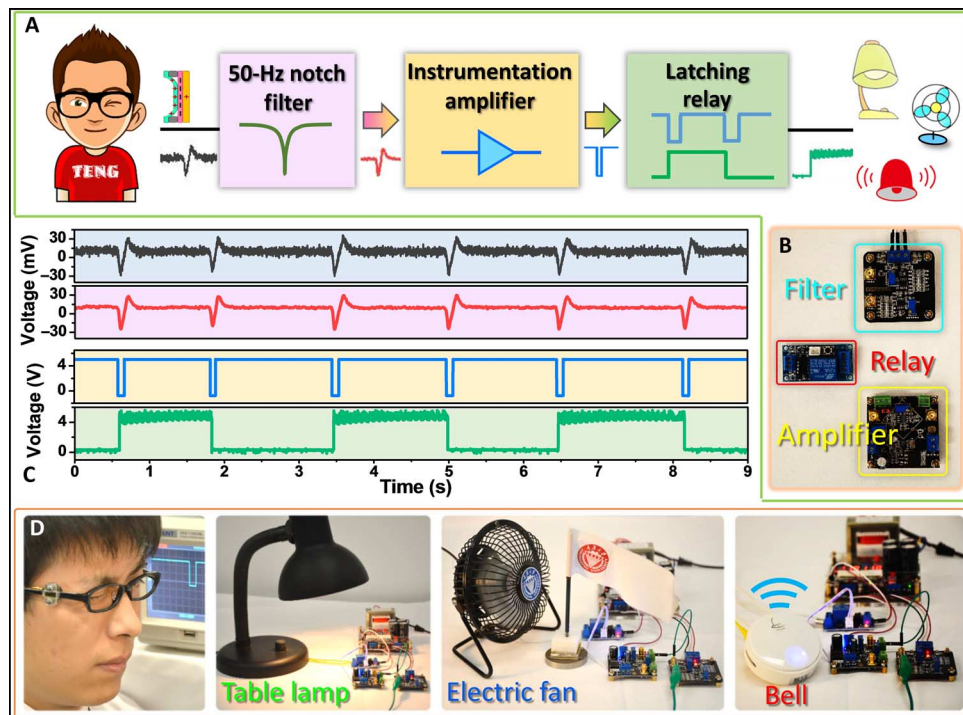 A
TENG
50-Hz notch
filter
Instrumentation
amplifier
Latching
relay
Voltage (mV)
30
0
−30
30
0
−30
Voltage (V)
4
0
4
0
0 1 2 3 4 5 6 7 8 9
Time (s)
C
B
Filter
Relay
Amplifier
D
Table lamp
Electric fan
Bell